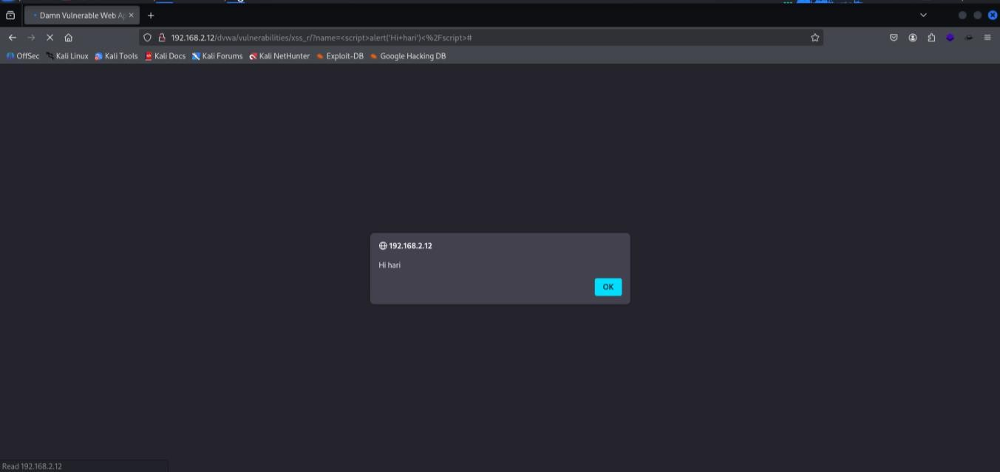 Damn Vulnerable Web Ap
192.168.2.12/dvwa/vulnerabilities/xss_r/?name=<script>alert('Hi+hari')<%2Fscript>#
OffSec Kali Linux Kali Tools Kali Docs Kali Forums Kali NetHunter Exploit-DB Google Hacking DB
192.168.2.12
Hi hari
OK
Read 192.168.2.12